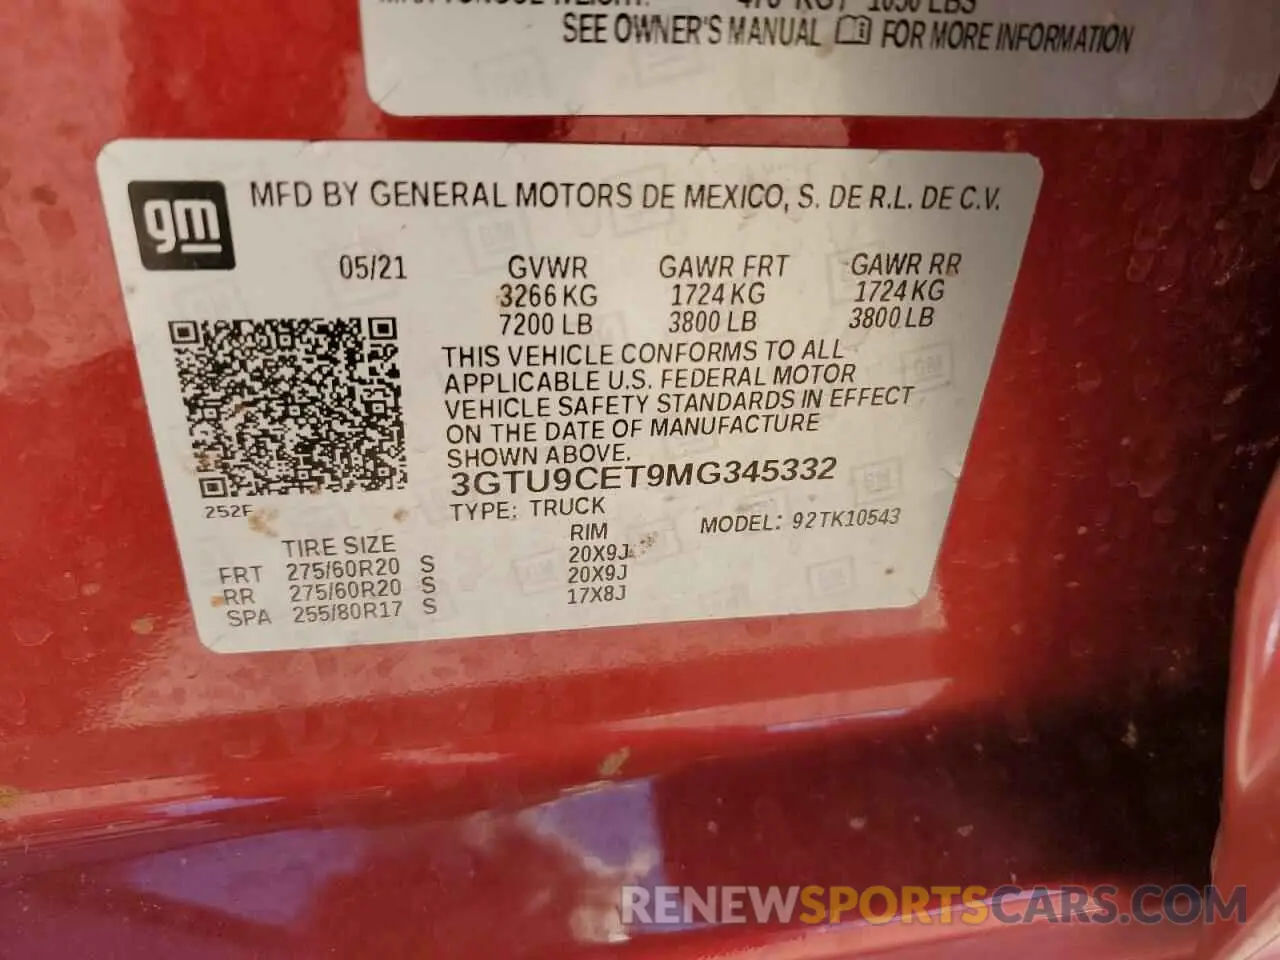 SEE OWNER'S MANUAL FOR MORE INFORMATION
gm
MFD BY GENERAL MOTORS DE MEXICO, S. DE R.L. DE C.V.
05/21 GVWR GAWR FRT GAWR RR
3266 KG 1724 KG 1724 KG
7200 LB 3800 LB 3800 LB
THIS VEHICLE CONFORMS TO ALL
APPLICABLE U.S. FEDERAL MOTOR
VEHICLE SAFETY STANDARDS IN EFFECT
ON THE DATE OF MANUFACTURE
SHOWN ABOVE.
3GTU9CET9MG345332
252F
TYPE: TRUCK
MODEL: 92TK10543
TIRE SIZE RIM
FRT 275/60R20 S 20X9J
RR 275/60R20 S 20X9J
SPA 255/80R17 S 17X8J
RENEWSPORTSCARS.COM